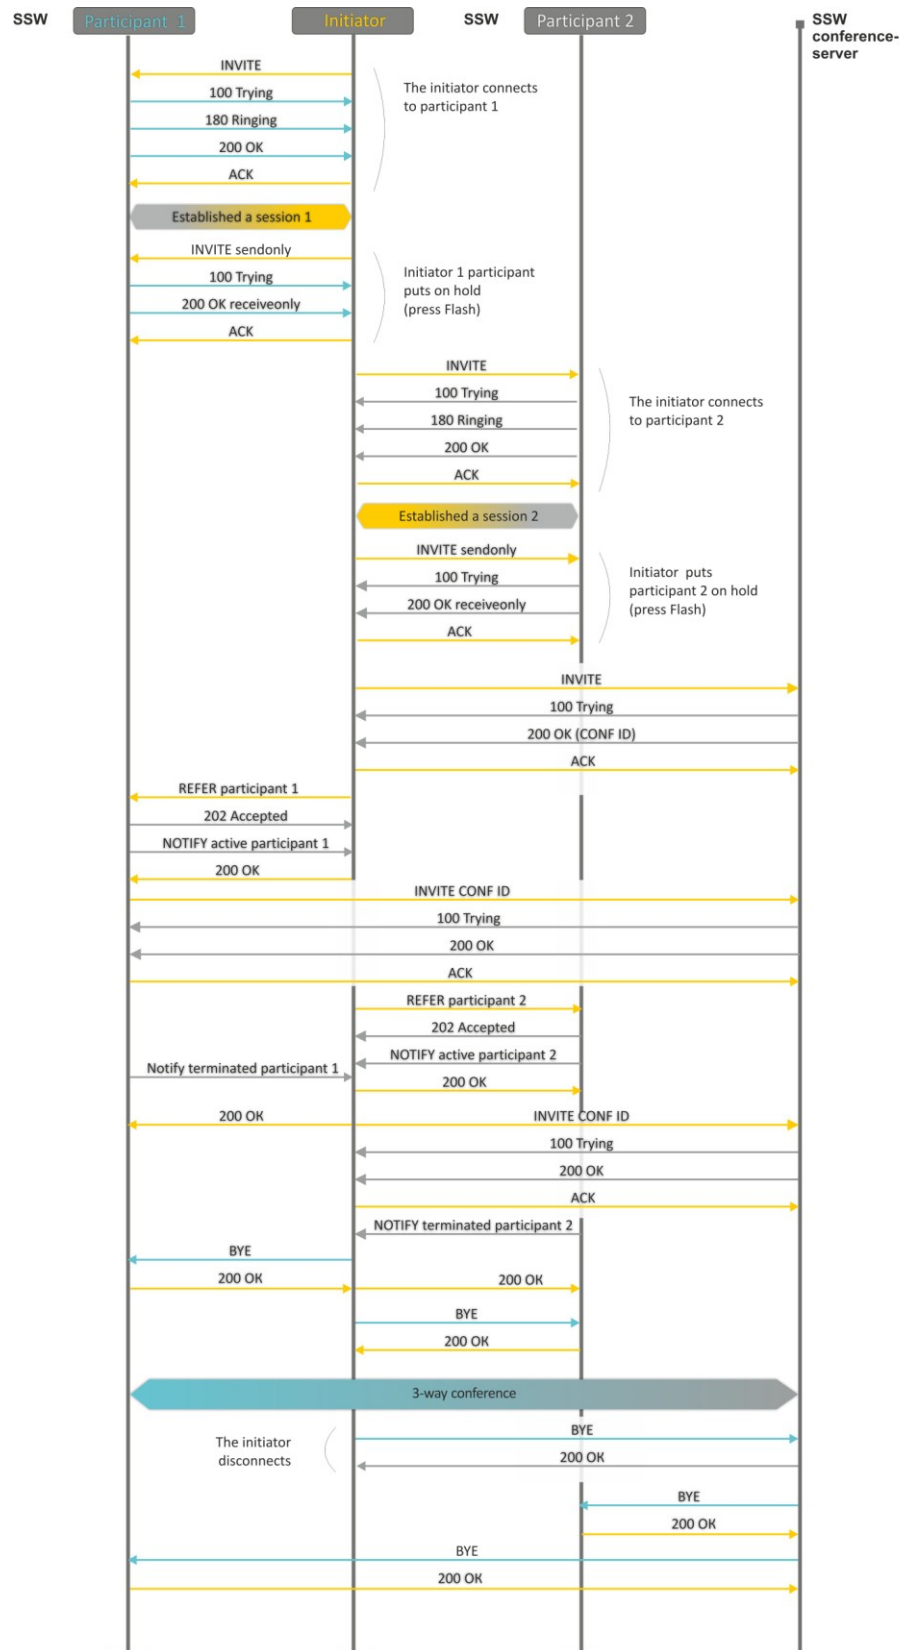 SSW
Participant 1
Initiator
SSW
Participant 2
SSW
conference-
server
INVITE
100 Trying
180 Ringing
200 OK
ACK
The initiator connects
to participant 1
Established a session 1
INVITE sendonly
100 Trying
200 OK receiveonly
ACK
Initiator 1 participant
puts on hold
(press Flash)
INVITE
100 Trying
180 Ringing
200 OK
ACK
The initiator connects
to participant 2
Established a session 2
INVITE sendonly
100 Trying
200 OK receiveonly
ACK
Initiator puts
participant 2 on hold
(press Flash)
INVITE
100 Trying
200 OK (CONF ID)
ACK
REFER participant 1
202 Accepted
NOTIFY active participant 1
200 OK
INVITE CONF ID
100 Trying
200 OK
ACK
REFER participant 2
202 Accepted
NOTIFY active participant 2
Notify terminated participant 1
200 OK
200 OK
INVITE CONF ID
100 Trying
200 OK
ACK
NOTIFY terminated participant 2
BYE
200 OK
200 OK
BYE
200 OK
3-way conference
The initiator
disconnects
BYE
200 OK
BYE
200 OK
BYE
200 OK